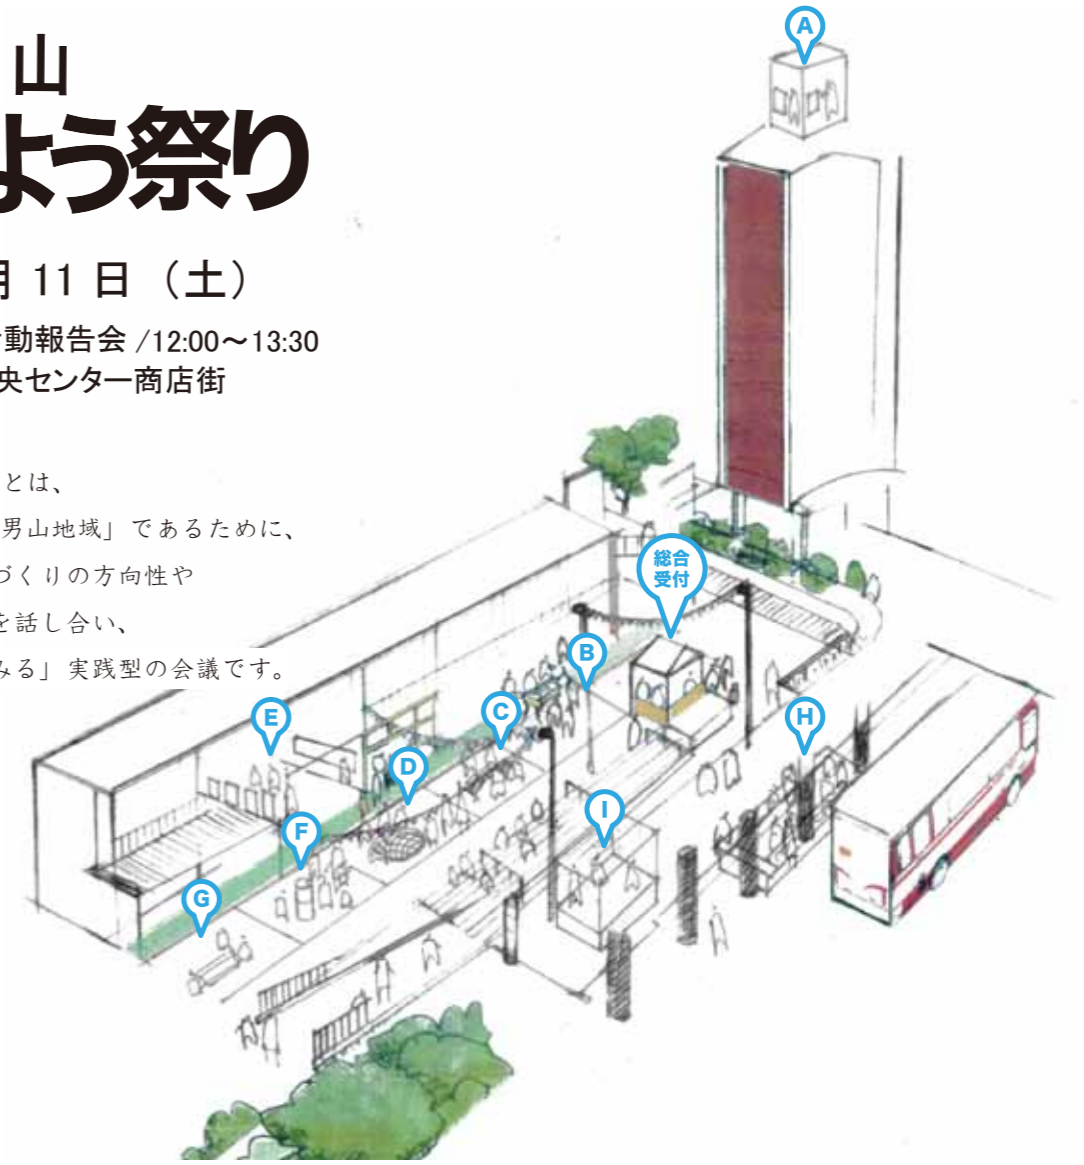 山
よう祭り
月 11 日（土）
動報告会 /12:00〜13:30
央センター商店街
とは、
男山地域」であるために、
づくりの方向性や
を話し合い、
みる」実践型の会議です。
A
総合
受付
B
C
D
E
F
G
H
I